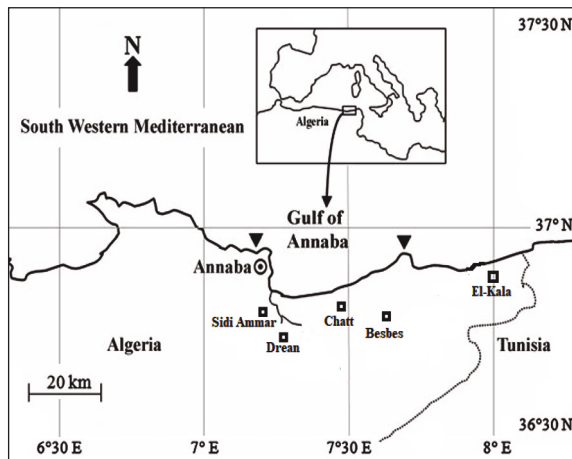 37°30 N
N
South Western Mediterranean
Algeria
Gulf of
Annaba
37° N
Annaba
El-Kala
Sidi Ammar
Chatt
Besbes
Drean
Algeria
Tunisia
20 km
36°30 N
6°30 E
7° E
7°30 E
8° E